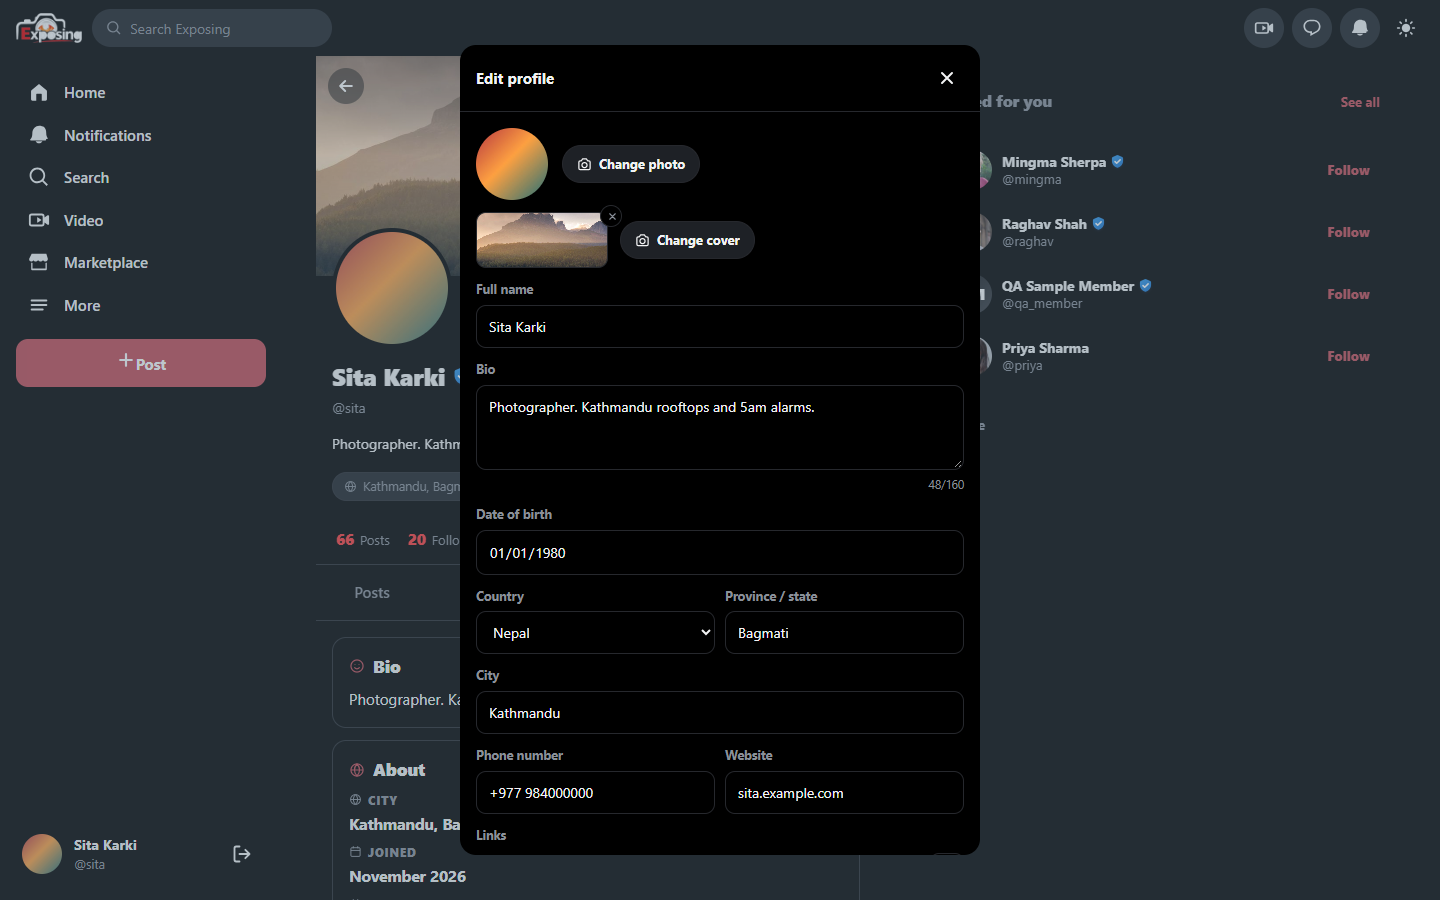 Exposing
Search Exposing
Home
Notifications
Search
Video
Marketplace
More
Post
Sita Karki
@sita
Sita Karki
@sita
Photographer. Kathm
Kathmandu, Bagm
66 Posts 20 Follo
Posts
Bio
Photographer. Ka
About
CITY
Kathmandu, Ba
JOINED
November 2026
Edit profile
Change photo
Change cover
Full name
Sita Karki
Bio
Photographer. Kathmandu rooftops and 5am alarms.
48/160
Date of birth
01/01/1980
Country
Nepal
Province / state
Bagmati
City
Kathmandu
Phone number
+977 984000000
Website
sita.example.com
Links
ed for you
See all
Mingma Sherpa
@mingma
Follow
Raghav Shah
@raghav
Follow
QA Sample Member
@qa_member
Follow
Priya Sharma
@priya
Follow
e